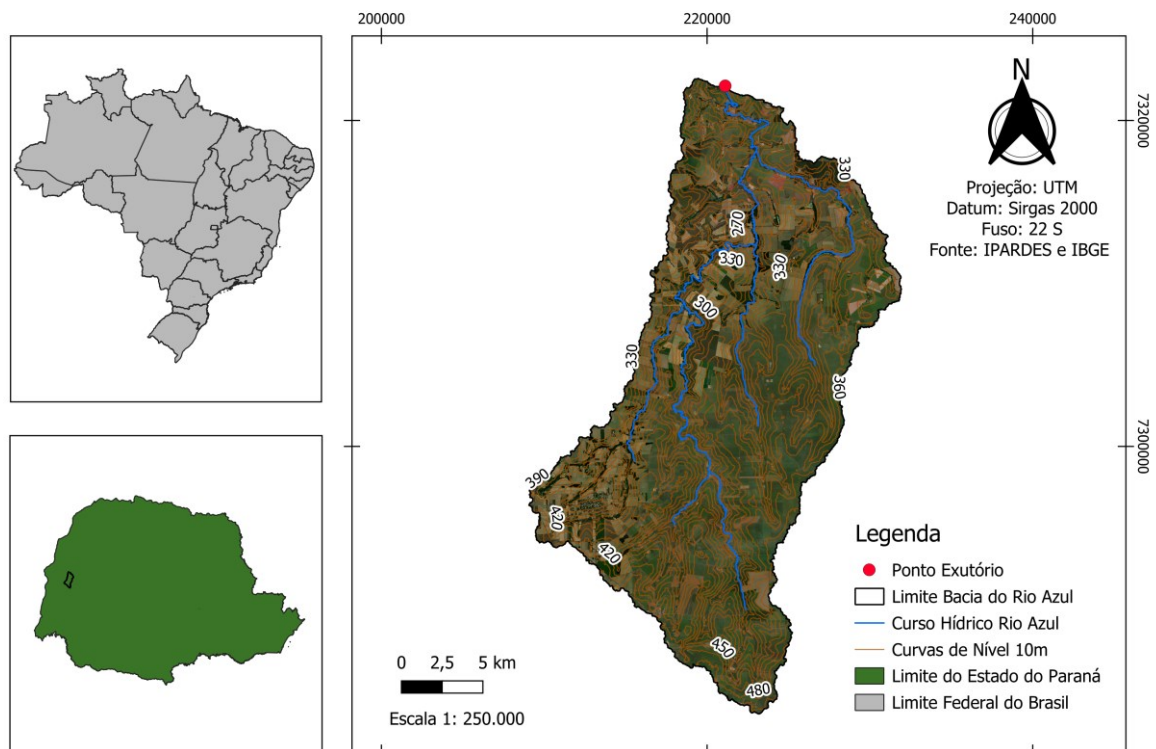 200000
220000
240000
7320000
7300000
N
Projeção: UTM
Datum: Sirgas 2000
Fuso: 22 S
Fonte: IPARDES e IBGE
330
270
330
330
300
330
360
390
420
420
450
480
0 2,5 5 km
Escala 1: 250.000
Legenda
Ponto Exutório
Limite Bacia do Rio Azul
Curso Hídrico Rio Azul
Curvas de Nível 10m
Limite do Estado do Paraná
Limite Federal do Brasil